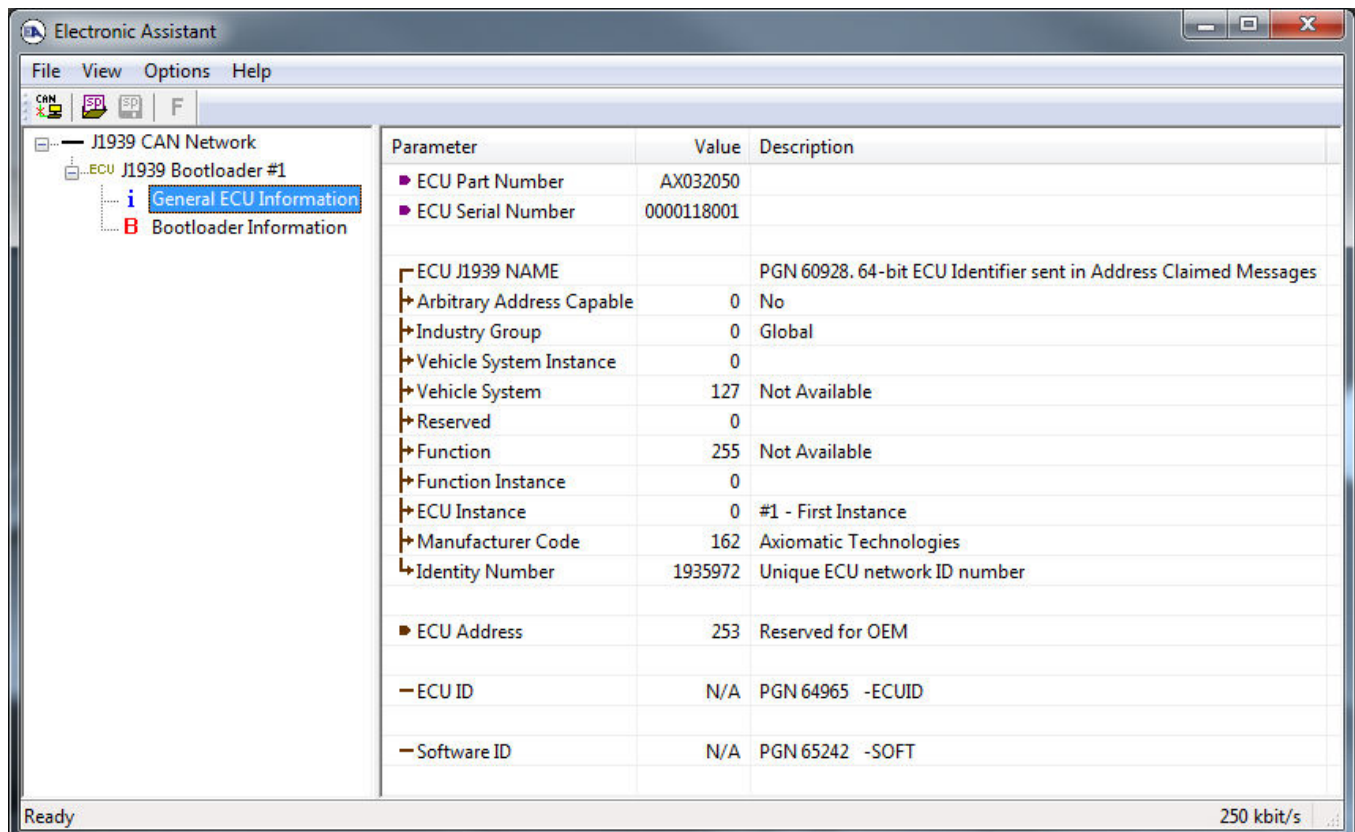 Electronic Assistant
File View Options Help
CAN SP SP F
J1939 CAN Network
ECU J1939 Bootloader #1
i General ECU Information
B Bootloader Information
Parameter Value Description
ECU Part Number AX032050
ECU Serial Number 0000118001
ECU J1939 NAME PGN 60928. 64-bit ECU Identifier sent in Address Claimed Messages
Arbitrary Address Capable 0 No
Industry Group 0 Global
Vehicle System Instance 0
Vehicle System 127 Not Available
Reserved 0
Function 255 Not Available
Function Instance 0
ECU Instance 0 #1 - First Instance
Manufacturer Code 162 Axiomatic Technologies
Identity Number 1935972 Unique ECU network ID number
ECU Address 253 Reserved for OEM
ECU ID N/A PGN 64965 -ECUID
Software ID N/A PGN 65242 -SOFT
Ready 250 kbit/s